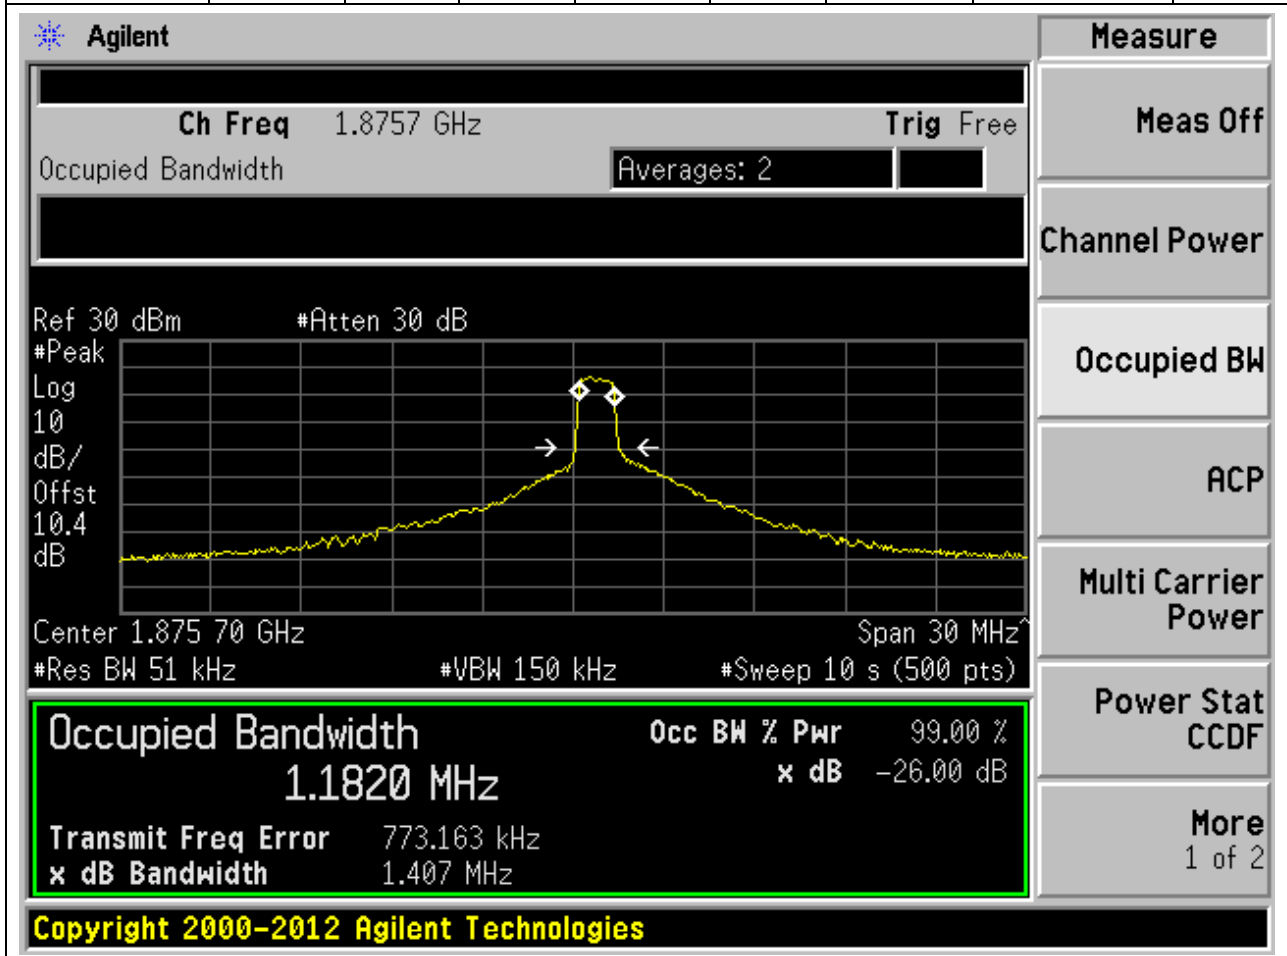 Agilent
Measure
Ch Freq 1.8757 GHz Trig Free
Meas Off
Occupied Bandwidth Averages: 2
Channel Power
Ref 30 dBm #Atten 30 dB
#Peak
Log
10
dB/
Offst
10.4
dB
Occupied BW
ACP
Center 1.875 70 GHz Span 30 MHz^
#Res BW 51 kHz #VBW 150 kHz #Sweep 10 s (500 pts)
Multi Carrier
Power
Occupied Bandwidth Occ BW % Pwr 99.00 %
1.1820 MHz x dB -26.00 dB
Transmit Freq Error 773.163 kHz
x dB Bandwidth 1.407 MHz
Power Stat
CCDF
More
1 of 2
Copyright 2000-2012 Agilent Technologies